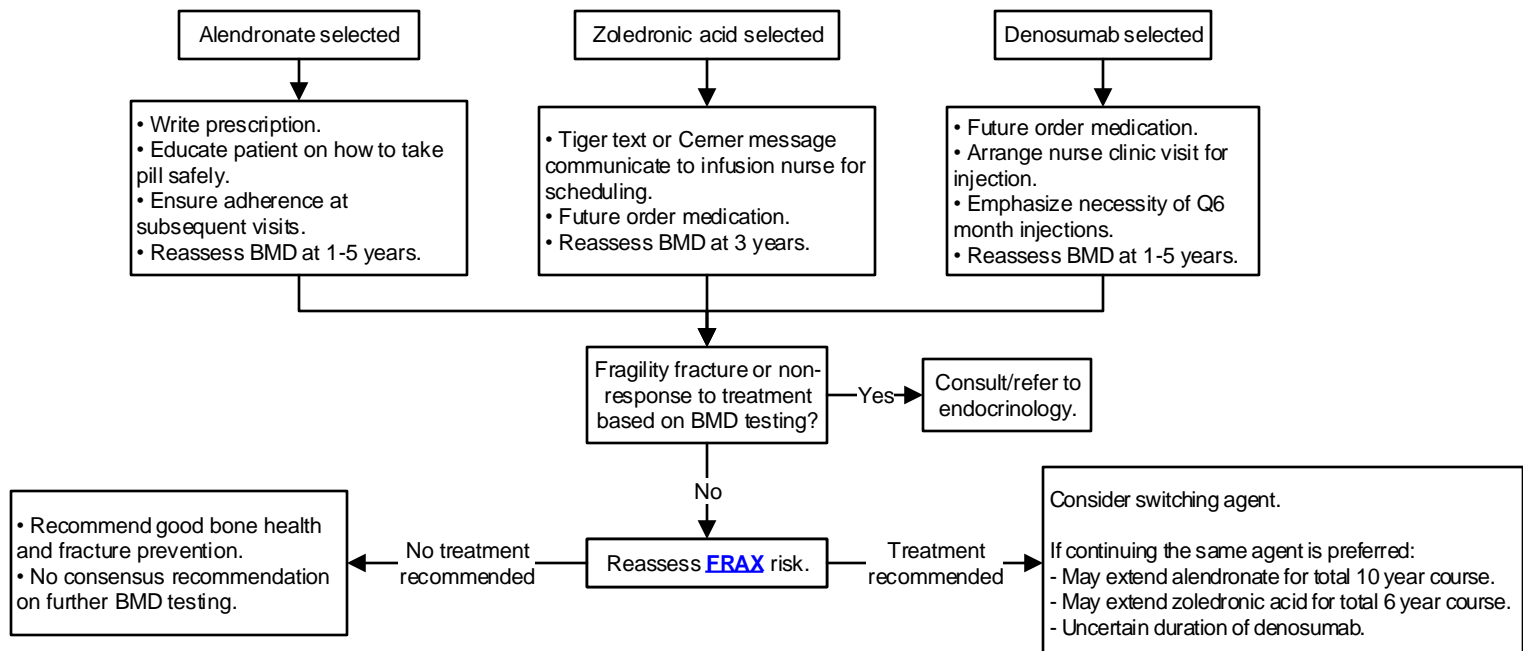 Alendronate selected
Zoledronic acid selected
Denosumab selected
• Write prescription.
• Educate patient on how to take
pill safely.
• Ensure adherence at
subsequent visits.
• Reassess BMD at 1-5 years.
• Tiger text or Cerner message
communicate to infusion nurse for
scheduling.
• Future order medication.
• Reassess BMD at 3 years.
• Future order medication.
• Arrange nurse clinic visit for
injection.
• Emphasize necessity of Q6
month injections.
• Reassess BMD at 1-5 years.
Fragility fracture or non-
response to treatment
based on BMD testing?
Yes
Consult/refer to
endocrinology.
No
Reassess FRAX risk.
No treatment
recommended
• Recommend good bone health
and fracture prevention.
• No consensus recommendation
on further BMD testing.
Treatment
recommended
Consider switching agent.
If continuing the same agent is preferred:
- May extend alendronate for total 10 year course.
- May extend zoledronic acid for total 6 year course.
- Uncertain duration of denosumab.